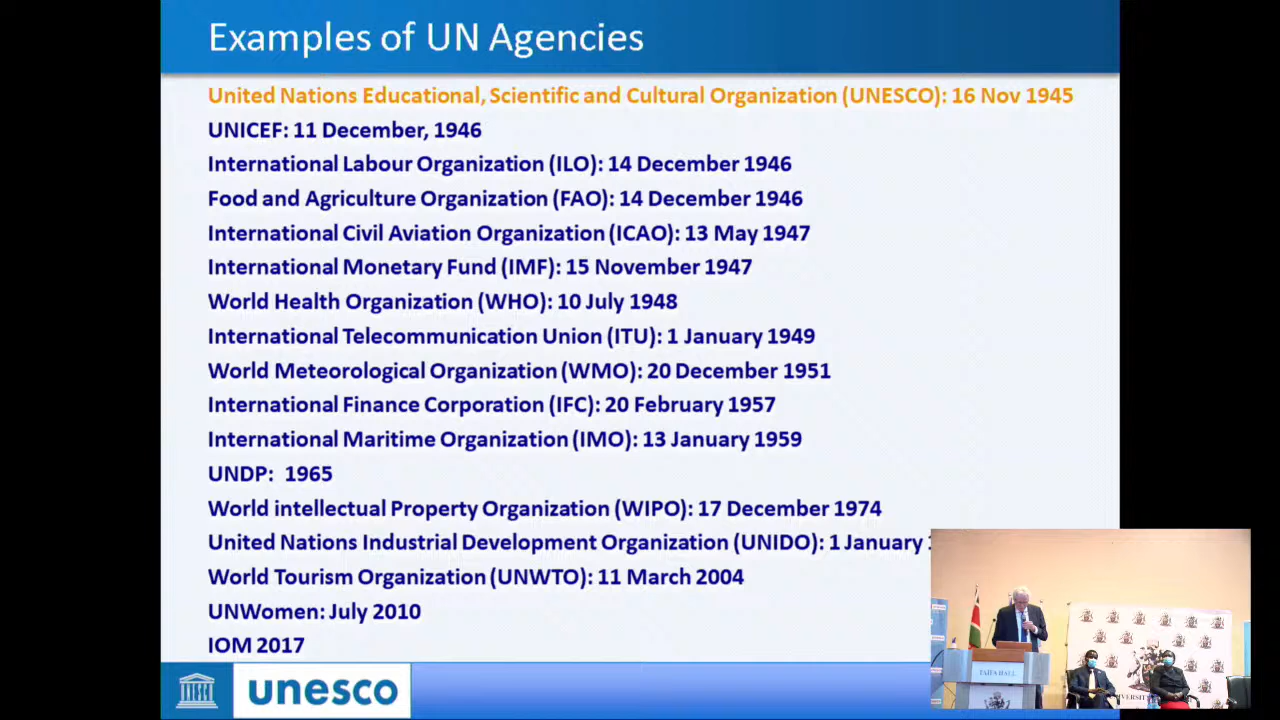 Examples of UN Agencies
United Nations Educational, Scientific and Cultural Organization (UNESCO): 16 Nov 1945
UNICEF: 11 December, 1946
International Labour Organization (ILO): 14 December 1946
Food and Agriculture Organization (FAO): 14 December 1946
International Civil Aviation Organization (ICAO): 13 May 1947
International Monetary Fund (IMF): 15 November 1947
World Health Organization (WHO): 10 July 1948
International Telecommunication Union (ITU): 1 January 1949
World Meteorological Organization (WMO): 20 December 1951
International Finance Corporation (IFC): 20 February 1957
International Maritime Organization (IMO): 13 January 1959
UNDP:  1965
World intellectual Property Organization (WIPO): 17 December 1974
United Nations Industrial Development Organization (UNIDO): 1 January
World Tourism Organization (UNWTO): 11 March 2004
UNWomen: July 2010
IOM 2017
unesco
TAIFA HALL